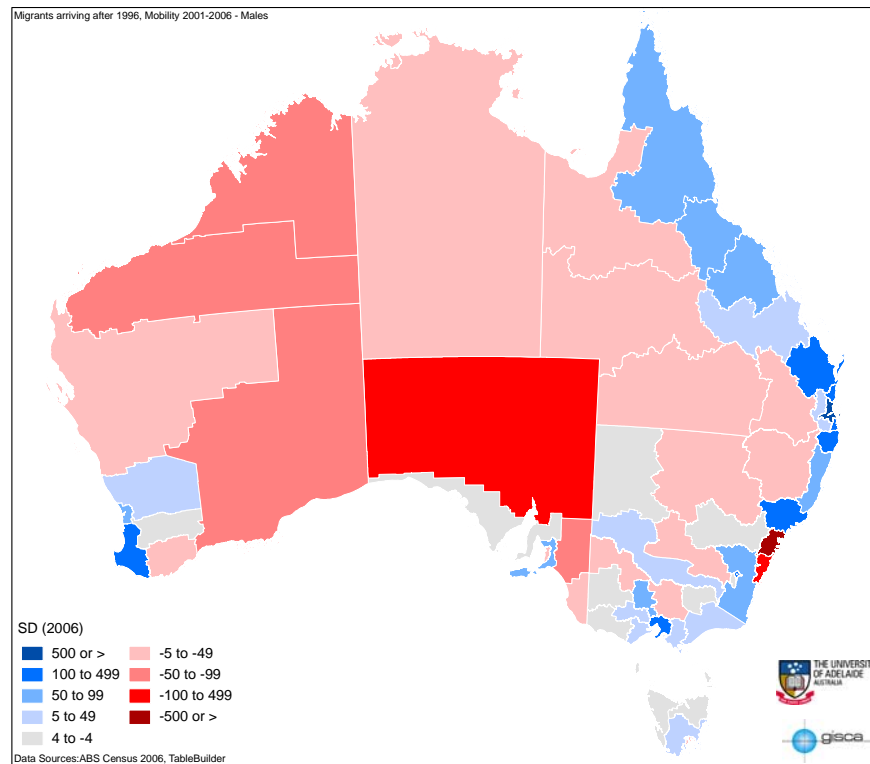 Migrants arriving after 1996, Mobility 2001-2006 - Males
SD (2006)
500 or >
100 to 499
50 to 99
5 to 49
4 to -4
-5 to -49
-50 to -99
-100 to 499
-500 or >
THE UNIVERSITY
OF ADELAIDE
AUSTRALIA
gisca
Data Sources:ABS Census 2006, TableBuilder